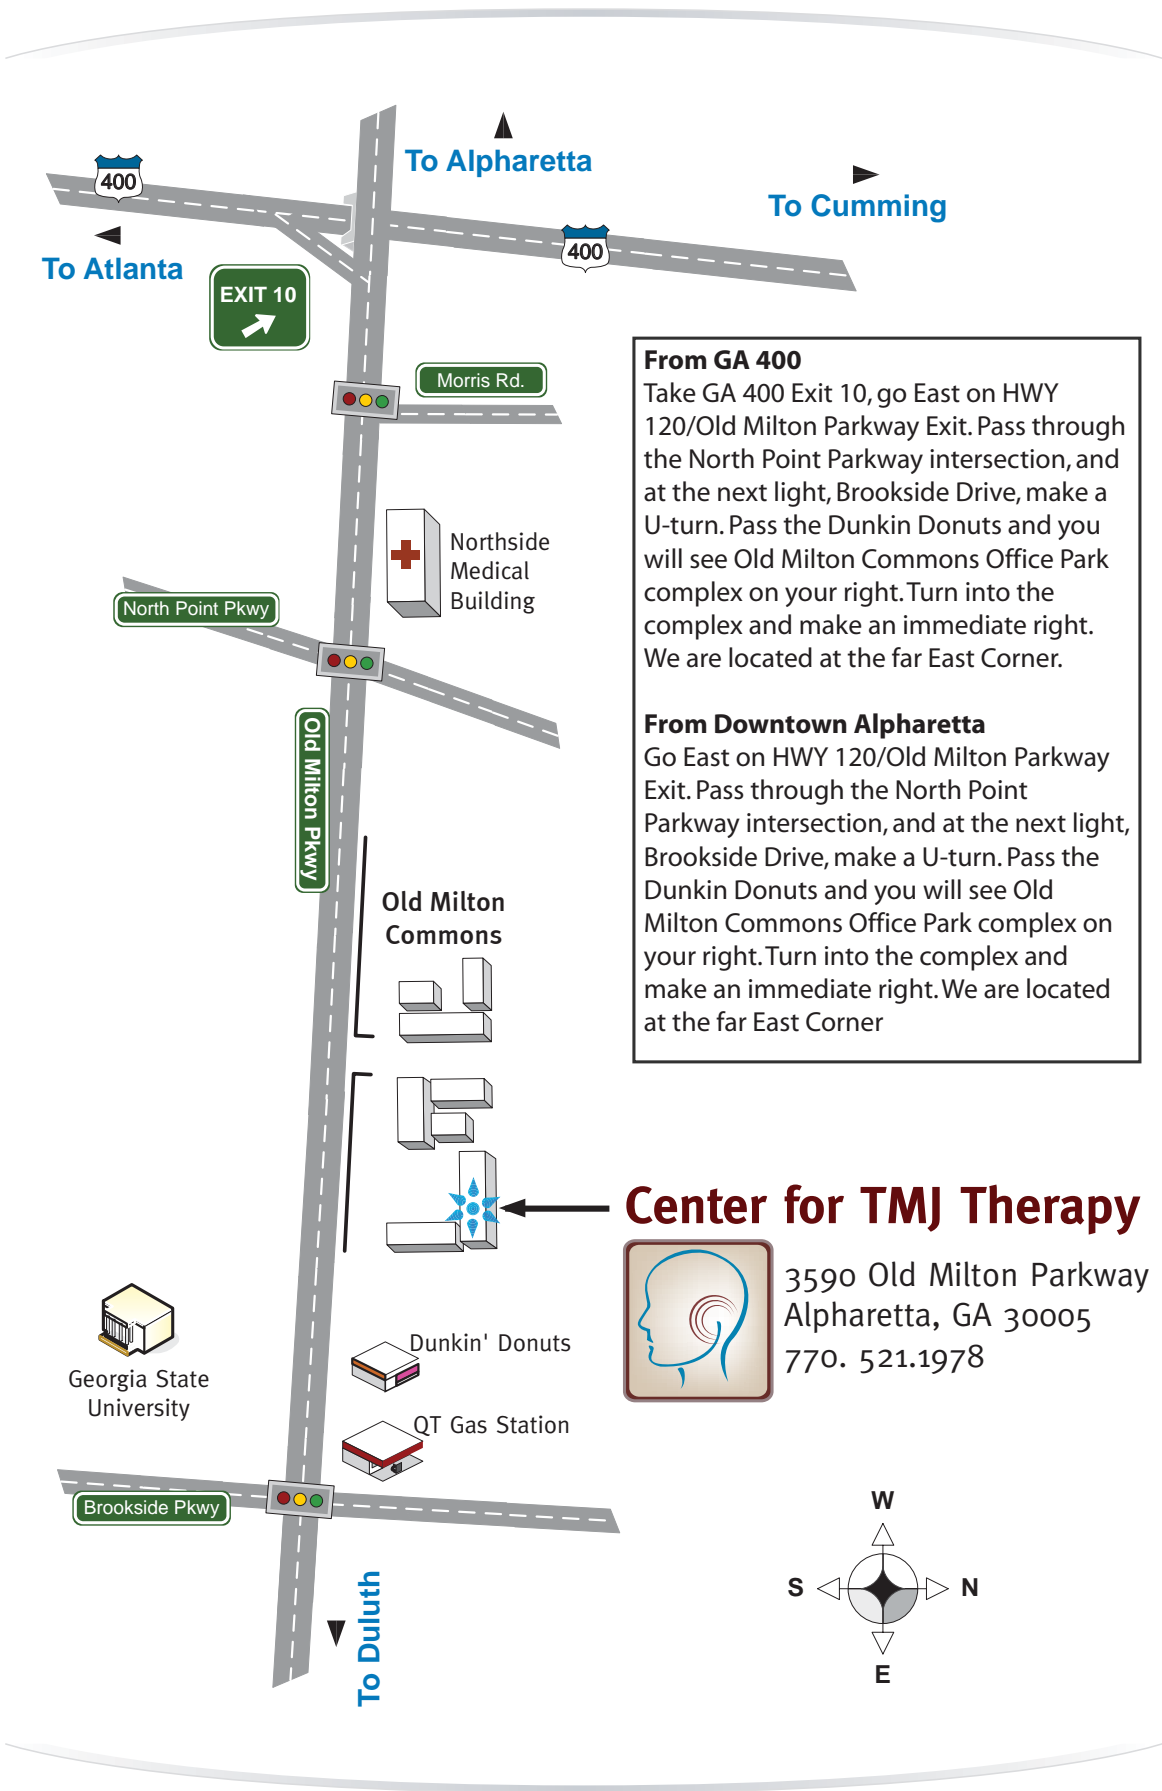 To Alpharetta
400
To Cumming
400
To Atlanta
EXIT 10
Morris Rd.
From GA 400
Take GA 400 Exit 10, go East on HWY
120/Old Milton Parkway Exit. Pass through
the North Point Parkway intersection, and
at the next light, Brookside Drive, make a
U-turn. Pass the Dunkin Donuts and you
will see Old Milton Commons Office Park
complex on your right. Turn into the
complex and make an immediate right.
We are located at the far East Corner.
From Downtown Alpharetta
Go East on HWY 120/Old Milton Parkway
Exit. Pass through the North Point
Parkway intersection, and at the next light,
Brookside Drive, make a U-turn. Pass the
Dunkin Donuts and you will see Old
Milton Commons Office Park complex on
your right. Turn into the complex and
make an immediate right. We are located
at the far East Corner
Northside
Medical
Building
North Point Pkwy
Old Milton Pkwy
Old Milton
Commons
Center for TMJ Therapy
3590 Old Milton Parkway
Alpharetta, GA 30005
770. 521.1978
Georgia State
University
Dunkin' Donuts
QT Gas Station
Brookside Pkwy
To Duluth
W
S
N
E